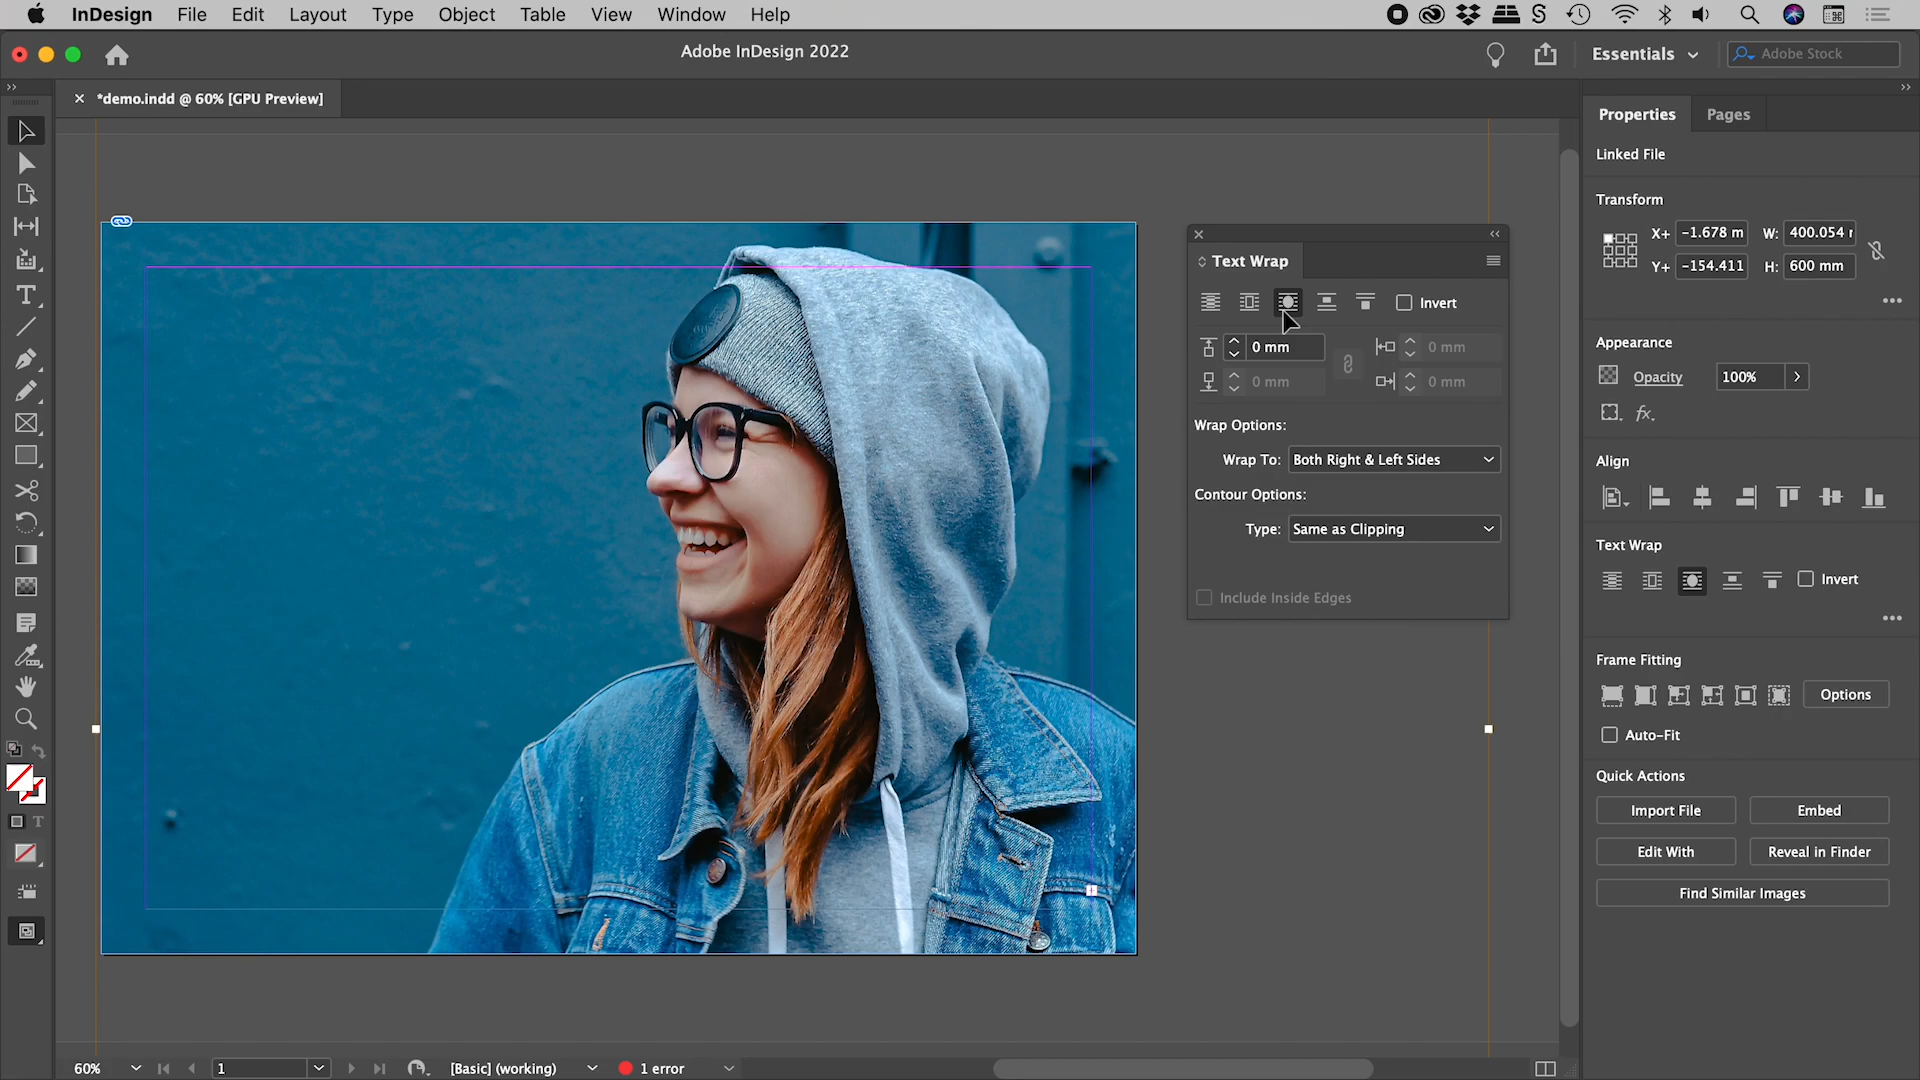 InDesign File Edit Layout Type Object Table View Window Help
Adobe InDesign 2022
Essentials
Adobe Stock
*demo.indd @ 60% [GPU Preview]
Properties
Pages
Linked File
Transform
X+ -1.678 m
W: 400.054 r
Y+ -154.411
H: 600 mm
Text Wrap
Invert
0 mm
0 mm
0 mm
0 mm
Wrap Options:
Wrap To: Both Right & Left Sides
Contour Options:
Type: Same as Clipping
Include Inside Edges
Appearance
Opacity
100%
fx.
Align
Text Wrap
Invert
Frame Fitting
Options
Auto-Fit
Quick Actions
Import File
Embed
Edit With
Reveal in Finder
Find Similar Images
60%
1
[Basic] (working)
1 error